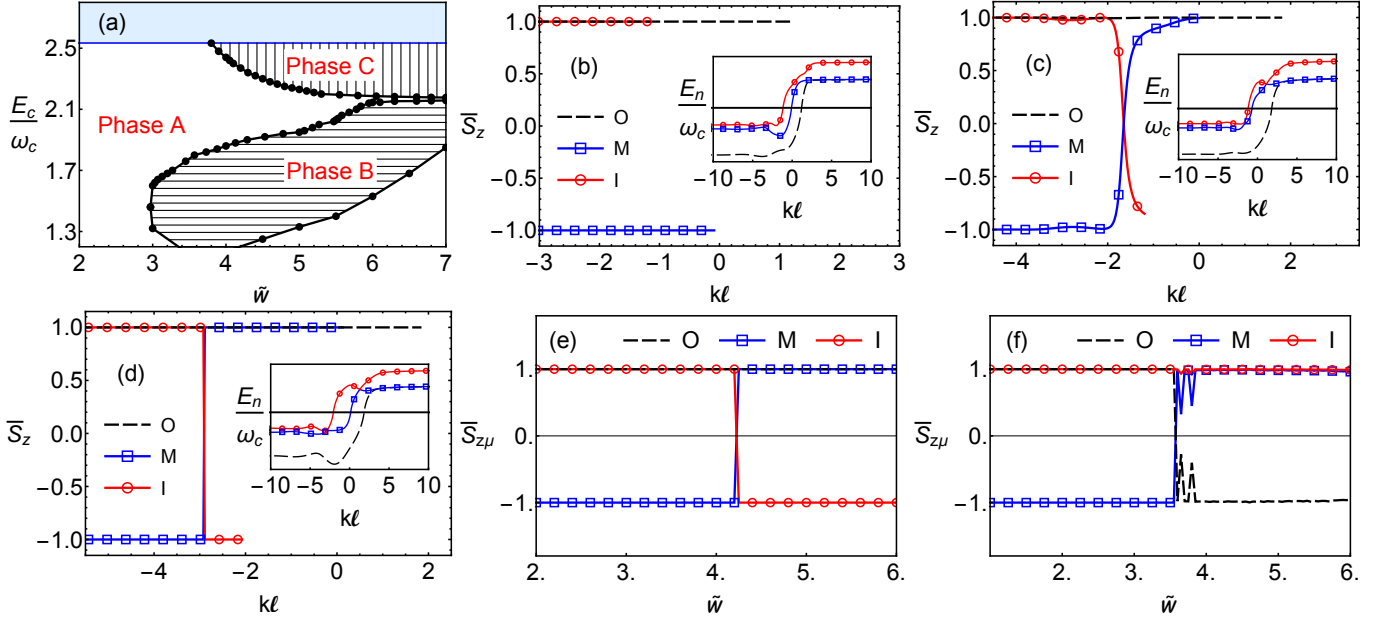 (a)
2.5
Phase C
E_c
ω_c
2.1
Phase A
1.7
Phase B
1.3
2 3 4 5 6 7
w̃
(b)
1.0
0.5
0.0
-0.5
-1.0
S̄_z
O
M
I
E_n
ω_c
-10 -5 0 5 10
kℓ
-3 -2 -1 0 1 2 3
kℓ
(c)
1.0
0.5
0.0
-0.5
-1.0
S̄_z
O
M
I
E_n
ω_c
-10 -5 0 5 10
kℓ
-4 -2 0 2
kℓ
(d)
1.0
0.5
0.0
-0.5
-1.0
S̄_z
O
M
I
E_n
ω_c
-10 -5 0 5 10
kℓ
-4 -2 0 2
kℓ
(e) O M I
1.
0.
-1.
S̄_zμ
2. 3. 4. 5. 6.
w̃
(f) O M I
1.
0.
-1.
S̄_zμ
2. 3. 4. 5. 6.
w̃